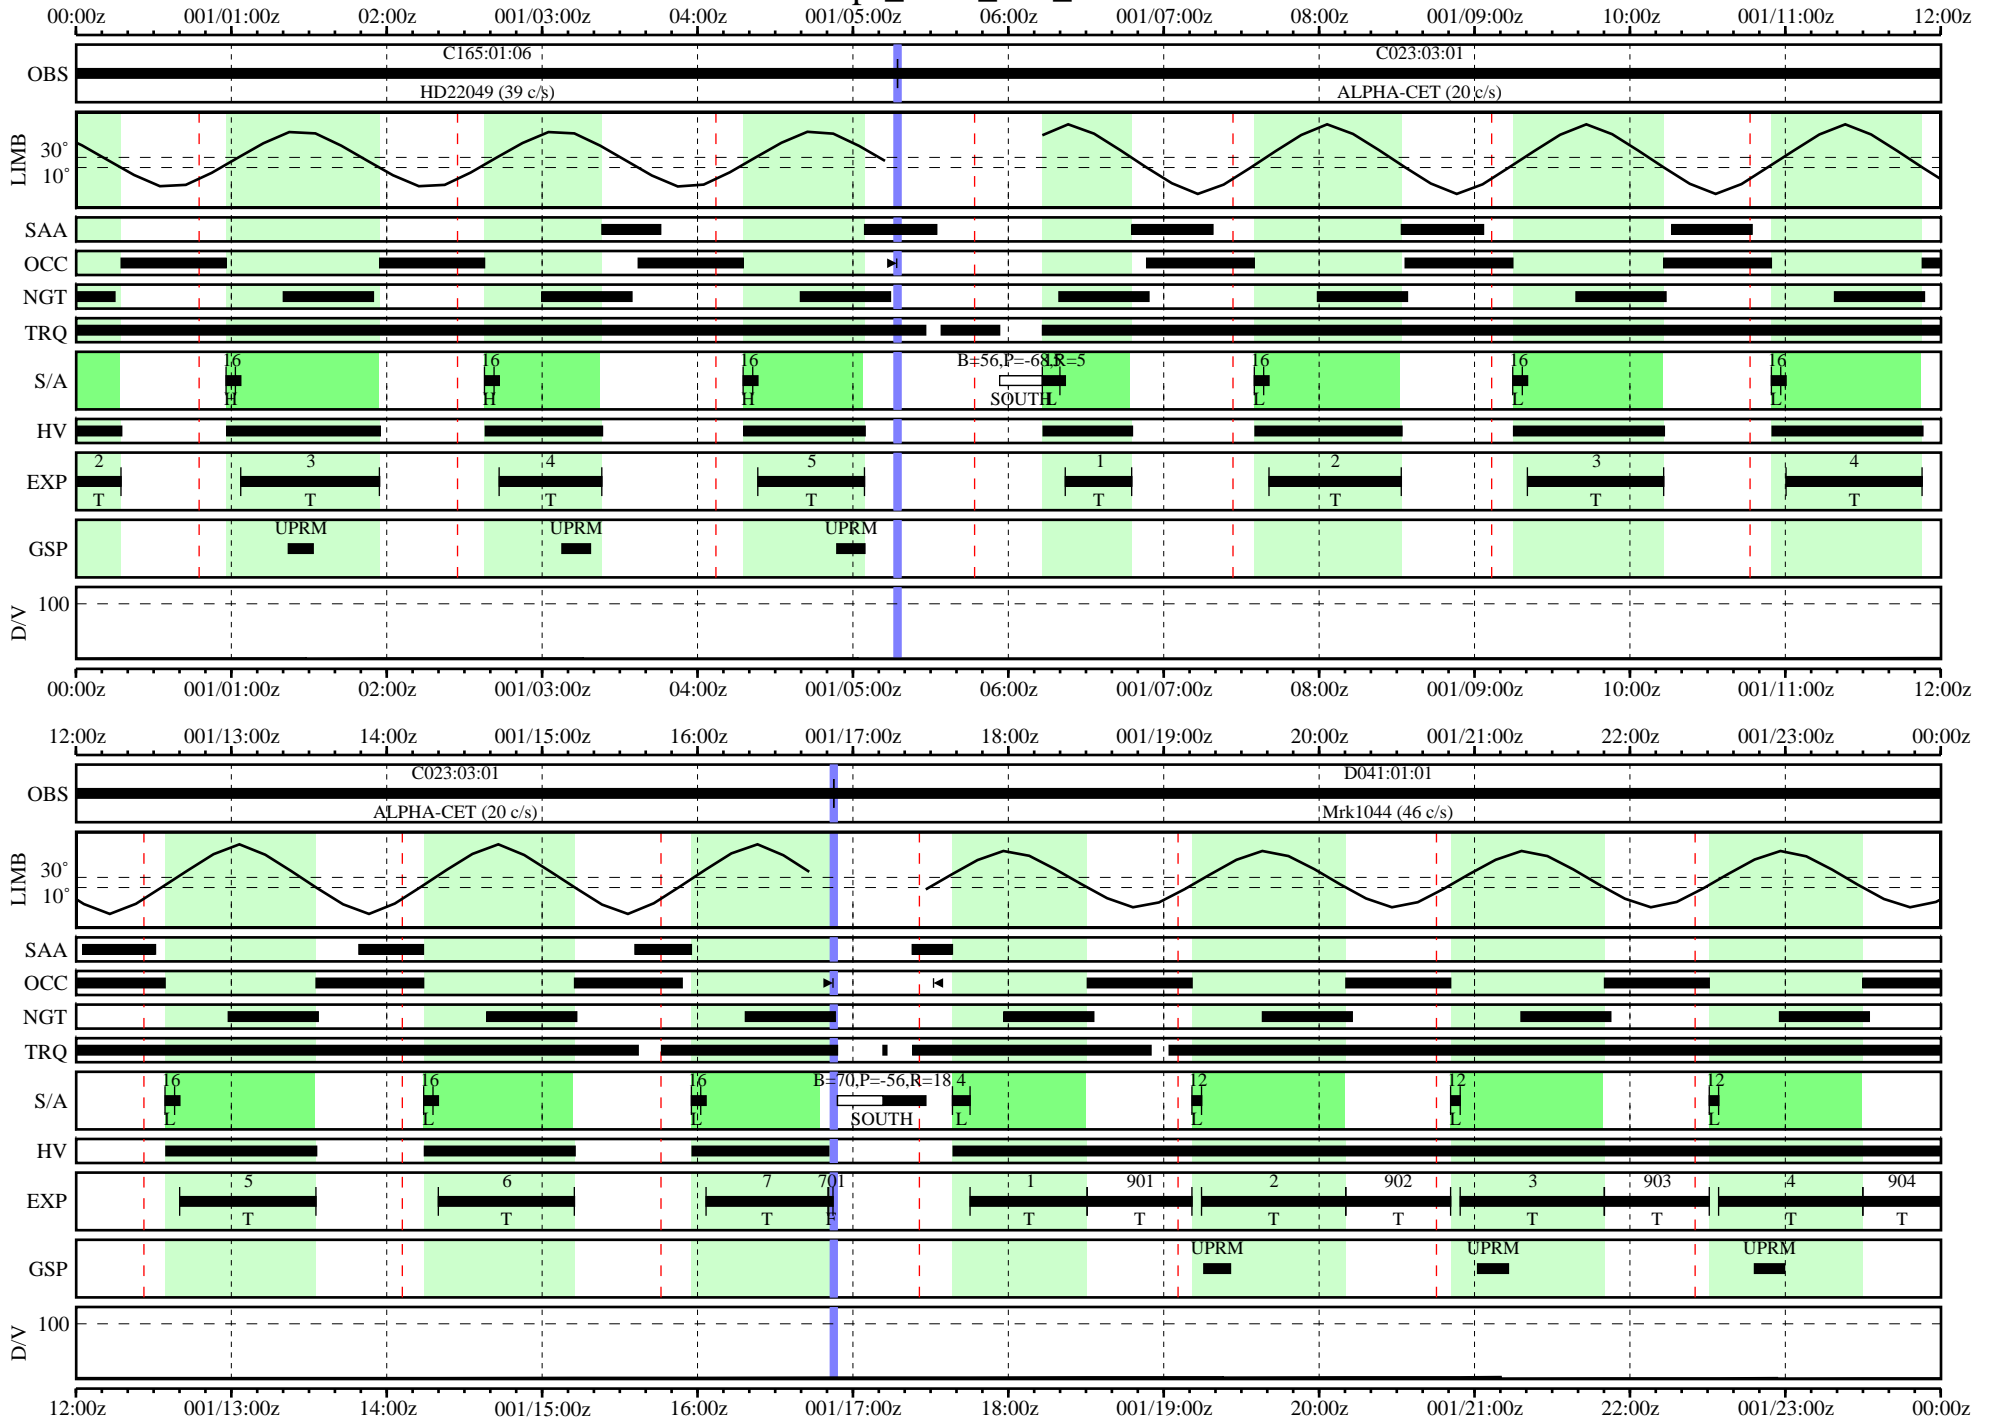 00:00z 001/01:00z 02:00z 001/03:00z 04:00z 001/05:00z 06:00z 001/07:00z 08:00z 001/09:00z 10:00z 001/11:00z 12:00z
OBS C165:01:06 C023:03:01
HD22049 (39 c/s) ALPHA-CET (20 c/s)
LIMB 30° 10°
SAA
OCC
NGT
TRQ
S/A 16 16 16 B=56,P=-68,R=5 16 16 16
H H H SOUTH L L L L
HV
EXP 2 3 4 5 1 2 3 4
T T T T T T T T
GSP UPRM UPRM UPRM
D/V 100
00:00z 001/01:00z 02:00z 001/03:00z 04:00z 001/05:00z 06:00z 001/07:00z 08:00z 001/09:00z 10:00z 001/11:00z 12:00z
12:00z 001/13:00z 14:00z 001/15:00z 16:00z 001/17:00z 18:00z 001/19:00z 20:00z 001/21:00z 22:00z 001/23:00z 00:00z
OBS C023:03:01 D041:01:01
ALPHA-CET (20 c/s) Mrk1044 (46 c/s)
LIMB 30° 10°
SAA
OCC
NGT
TRQ
S/A 16 16 16 B=70,P=-56,R=18 4 12 12 12
L L L SOUTH L L L L
HV
EXP 5 6 7 701 1 901 2 902 3 903 4 904
T T T F T T T T T T T T
GSP UPRM UPRM UPRM
D/V 100
12:00z 001/13:00z 14:00z 001/15:00z 16:00z 001/17:00z 18:00z 001/19:00z 20:00z 001/21:00z 22:00z 001/23:00z 00:00z